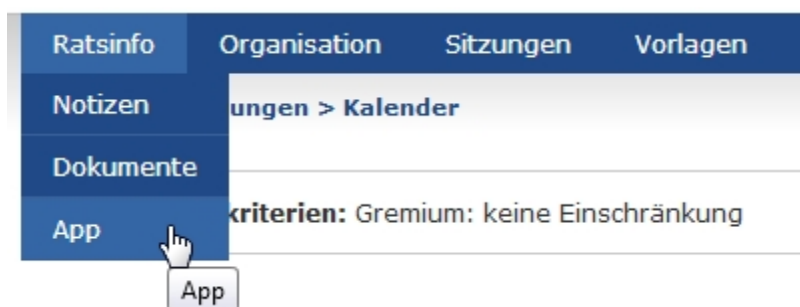 Ratsinfo Organisation Sitzungen Vorlagen
Notizen
ungen > Kalender
Dokumente
kriterien: Gremium: keine Einschränkung
App
App